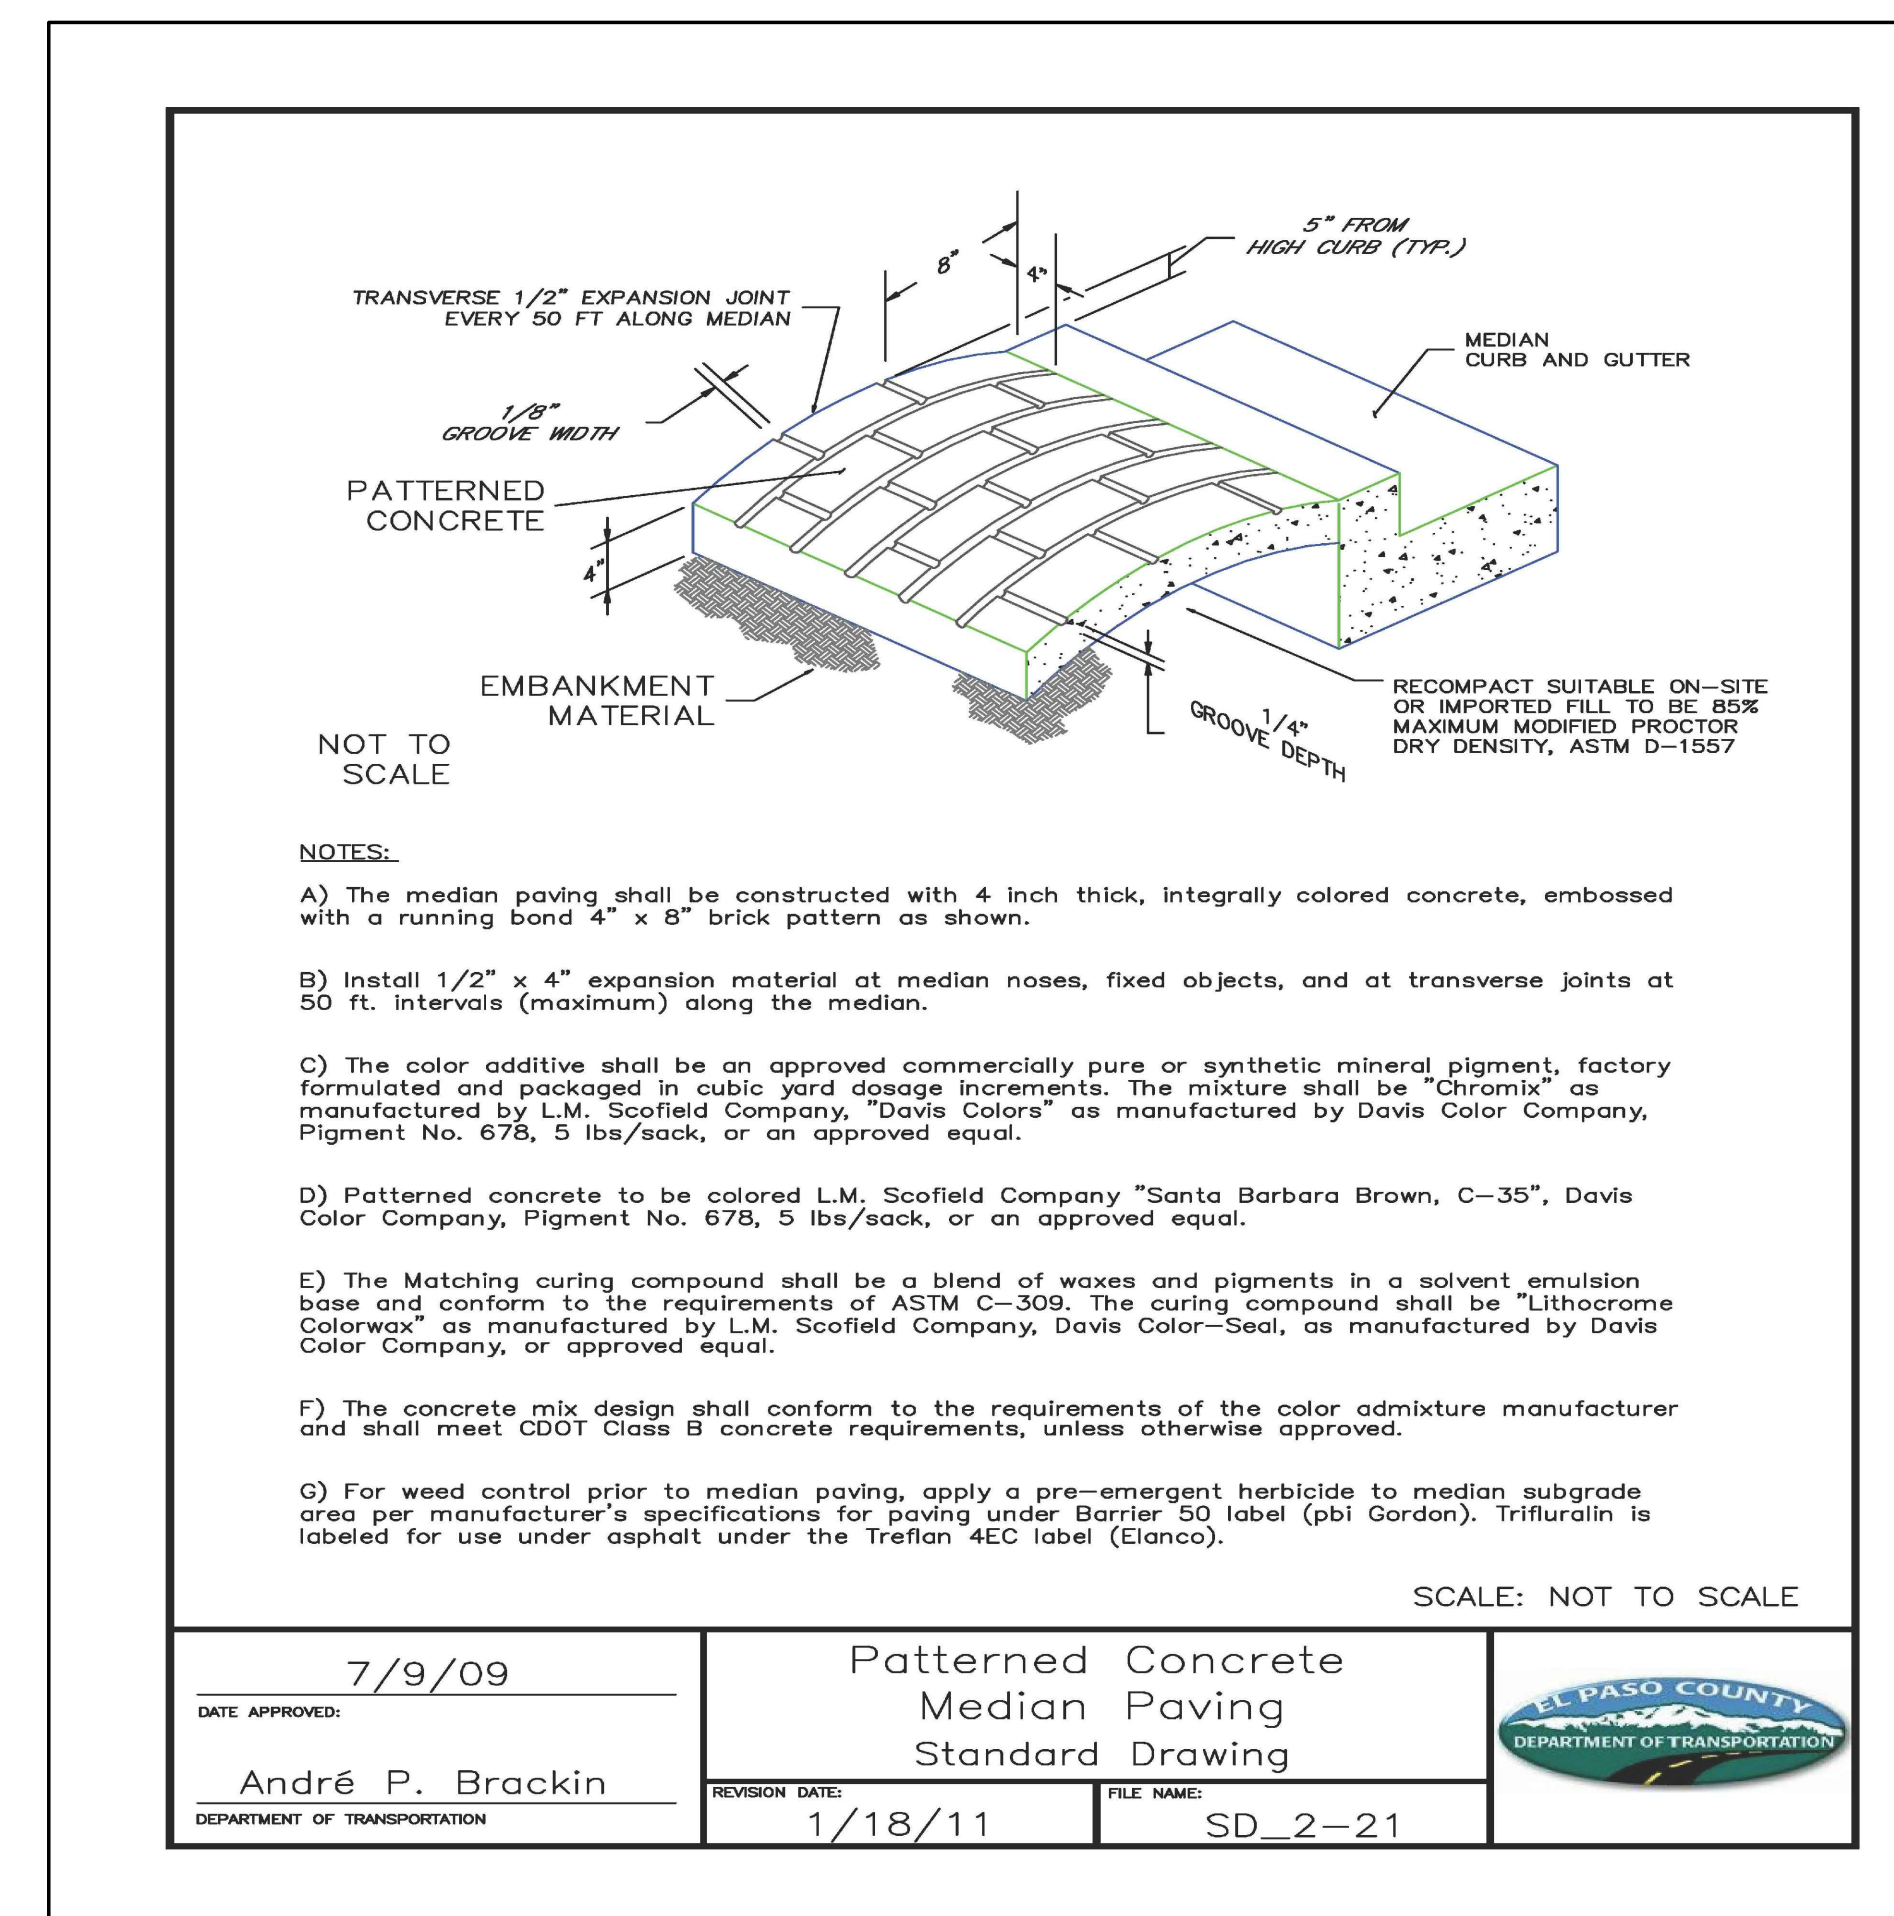 5" FROM
HIGH CURB (TYP.)
8"
4"
TRANSVERSE 1/2" EXPANSION JOINT
EVERY 50 FT ALONG MEDIAN
MEDIAN
CURB AND GUTTER
1/8"
GROOVE WIDTH
PATTERNED
CONCRETE
4"
EMBANKMENT
MATERIAL
NOT TO
SCALE
1/4"
GROOVE DEPTH
RECOMPACT SUITABLE ON-SITE
OR IMPORTED FILL TO BE 85%
MAXIMUM MODIFIED PROCTOR
DRY DENSITY, ASTM D-1557
NOTES:
A) The median paving shall be constructed with 4 inch thick, integrally colored concrete, embossed
with a running bond 4" x 8" brick pattern as shown.
B) Install 1/2" x 4" expansion material at median noses, fixed objects, and at transverse joints at
50 ft. intervals (maximum) along the median.
C) The color additive shall be an approved commercially pure or synthetic mineral pigment, factory
formulated and packaged in cubic yard dosage increments. The mixture shall be "Chromix" as
manufactured by L.M. Scofield Company, "Davis Colors" as manufactured by Davis Color Company,
Pigment No. 678, 5 lbs/sack, or an approved equal.
D) Patterned concrete to be colored L.M. Scofield Company "Santa Barbara Brown, C-35", Davis
Color Company, Pigment No. 678, 5 lbs/sack, or an approved equal.
E) The Matching curing compound shall be a blend of waxes and pigments in a solvent emulsion
base and conform to the requirements of ASTM C-309. The curing compound shall be "Lithocrome
Colorwax" as manufactured by L.M. Scofield Company, Davis Color-Seal, as manufactured by Davis
Color Company, or approved equal.
F) The concrete mix design shall conform to the requirements of the color admixture manufacturer
and shall meet CDOT Class B concrete requirements, unless otherwise approved.
G) For weed control prior to median paving, apply a pre-emergent herbicide to median subgrade
area per manufacturer's specifications for paving under Barrier 50 label (pbi Gordon). Trifluralin is
labeled for use under asphalt under the Treflan 4EC label (Elanco).
SCALE: NOT TO SCALE
7/9/09
DATE APPROVED:
André P. Brackin
DEPARTMENT OF TRANSPORTATION
Patterned Concrete
Median Paving
Standard Drawing
REVISION DATE:
1/18/11
FILE NAME:
SD_2-21
EL PASO COUNTY
DEPARTMENT OF TRANSPORTATION